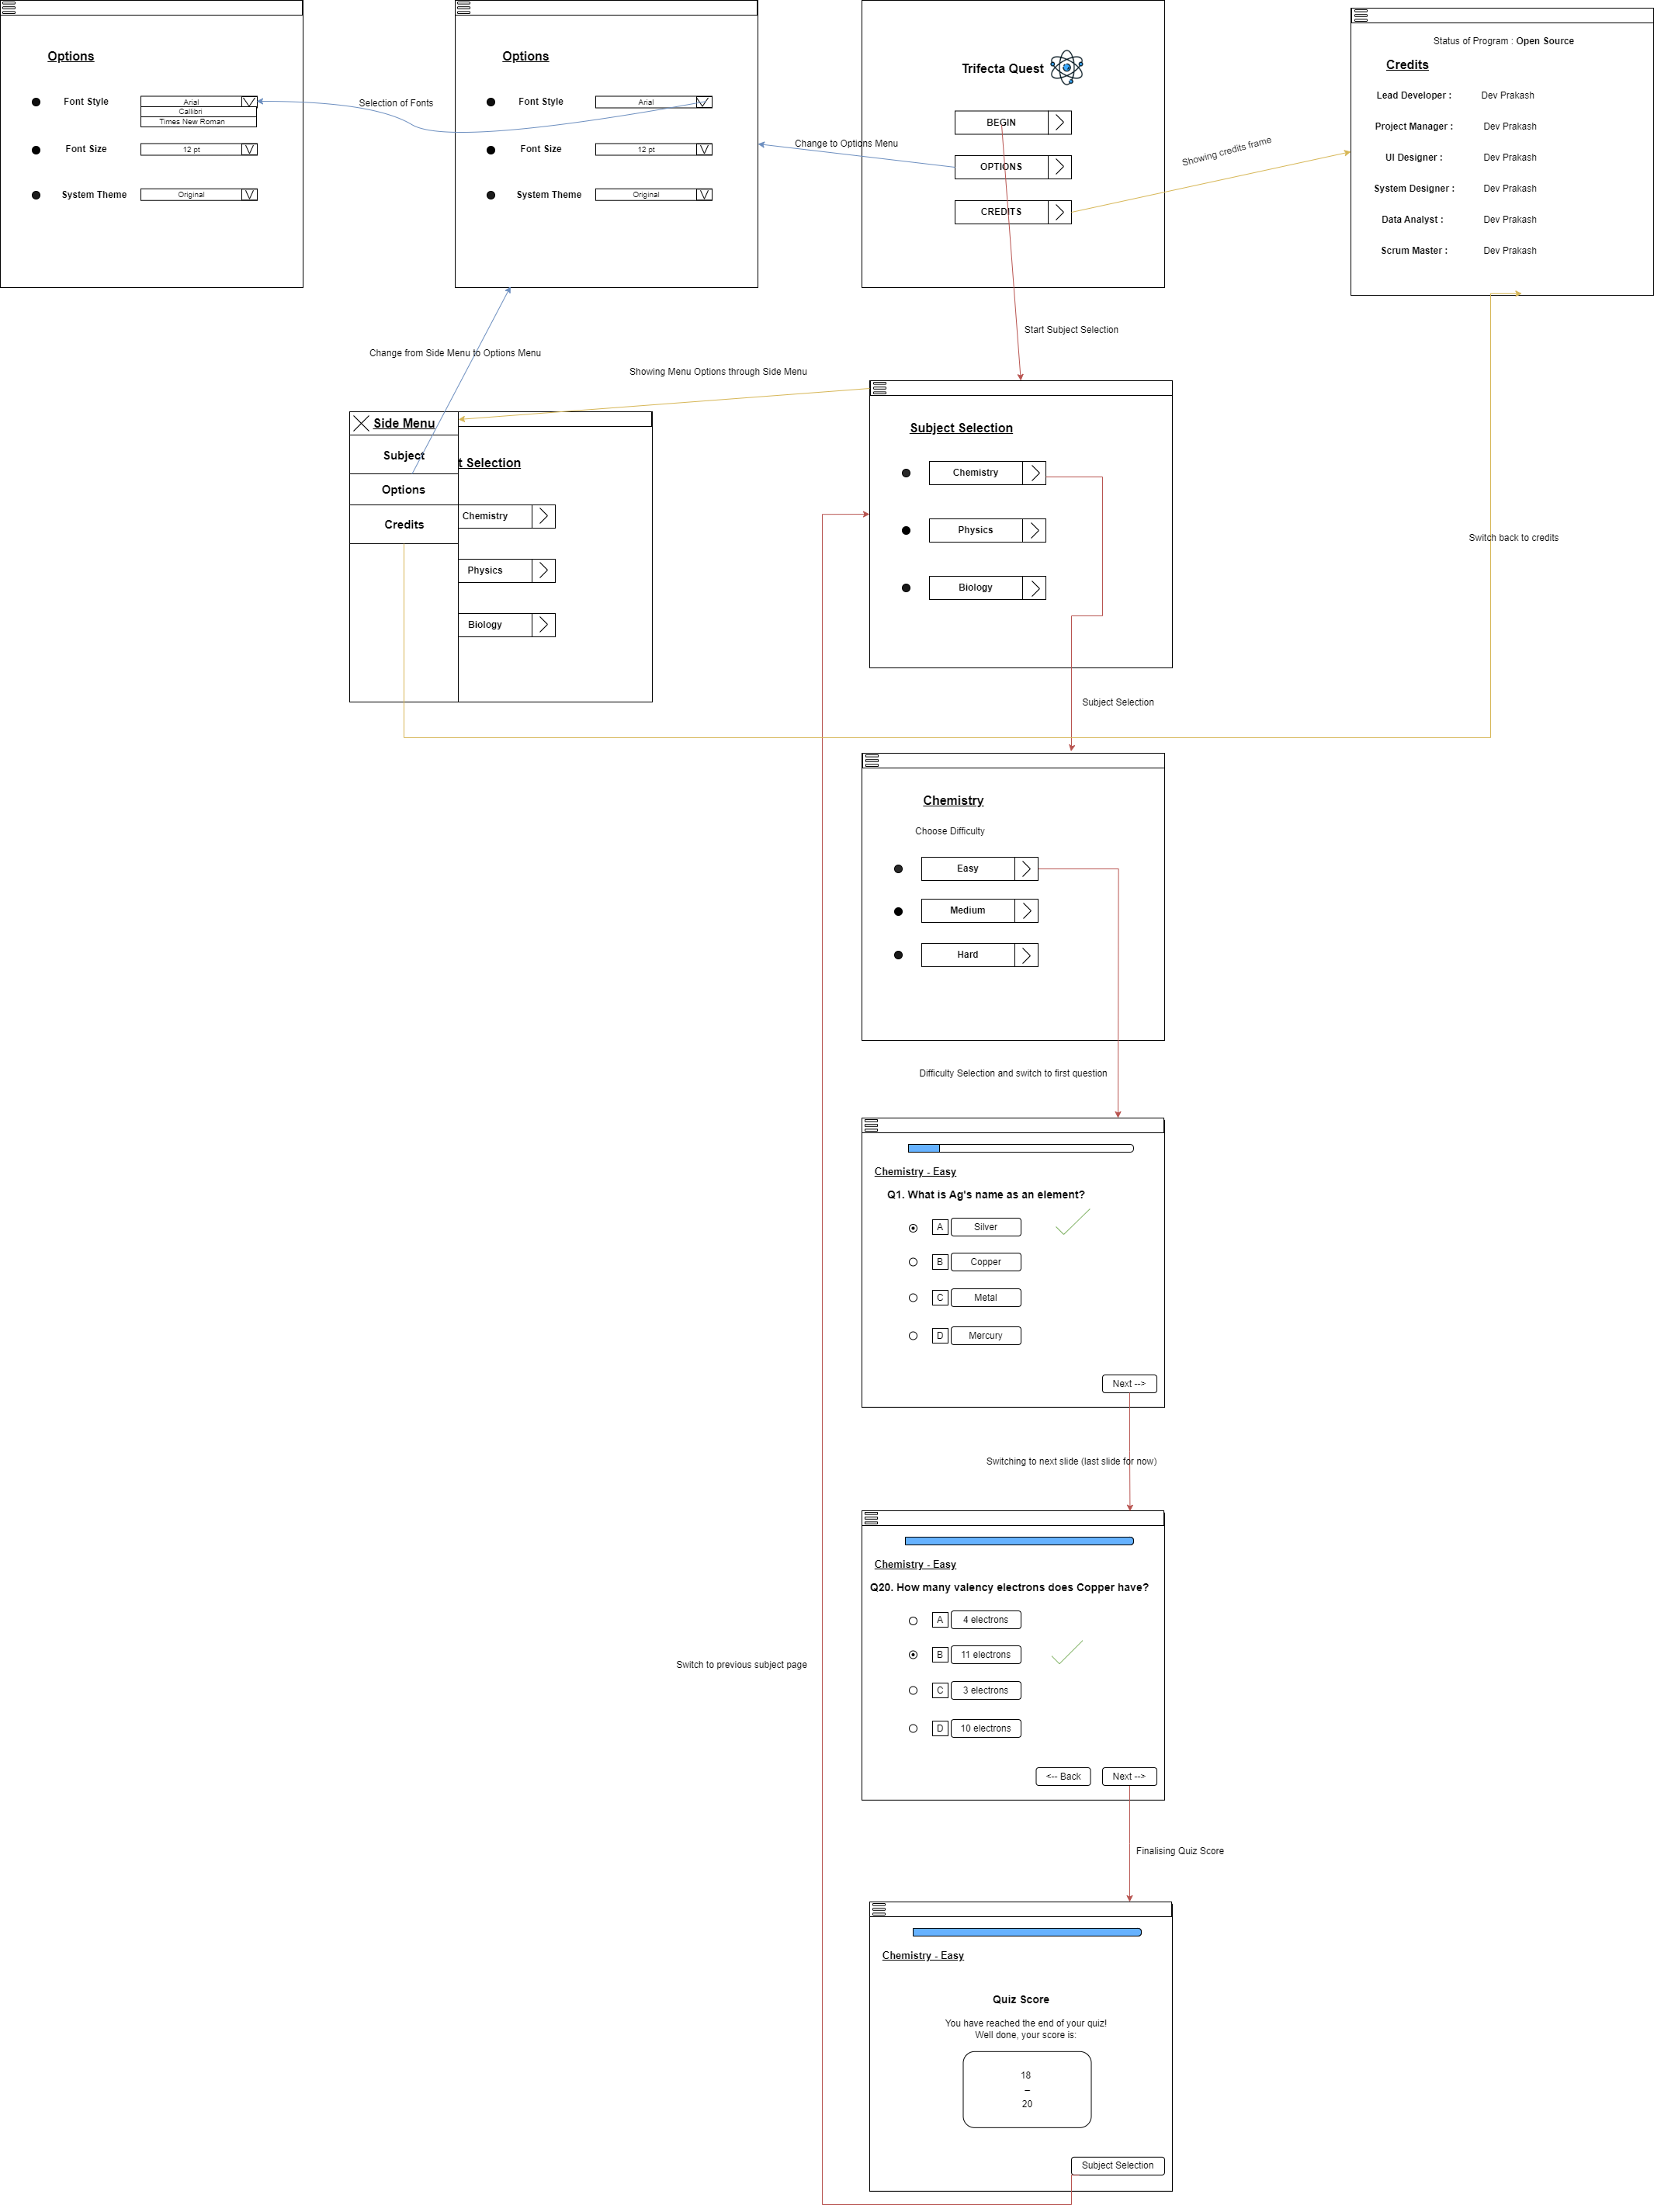 Options
Font Style
Arial
Callibri
Times New Roman
Font Size
12 pt
System Theme
Original
Selection of Fonts
Options
Font Style
Arial
Font Size
12 pt
System Theme
Original
Change to Options Menu
Trifecta Quest
BEGIN
OPTIONS
CREDITS
Showing credits frame
Status of Program : Open Source
Credits
Lead Developer : Dev Prakash
Project Manager : Dev Prakash
UI Designer : Dev Prakash
System Designer : Dev Prakash
Data Analyst : Dev Prakash
Scrum Master : Dev Prakash
Start Subject Selection
Change from Side Menu to Options Menu
Showing Menu Options through Side Menu
Side Menu
Subject
Options
Credits
t Selection
Chemistry
Physics
Biology
Subject Selection
Chemistry
Physics
Biology
Switch back to credits
Subject Selection
Chemistry
Choose Difficulty
Easy
Medium
Hard
Difficulty Selection and switch to first question
Chemistry - Easy
Q1. What is Ag's name as an element?
A Silver
B Copper
C Metal
D Mercury
Next -->
Switching to next slide (last slide for now)
Chemistry - Easy
Q20. How many valency electrons does Copper have?
A 4 electrons
B 11 electrons
C 3 electrons
D 10 electrons
<-- Back Next -->
Switch to previous subject page
Finalising Quiz Score
Chemistry - Easy
Quiz Score
You have reached the end of your quiz!
Well done, your score is:
18
–
20
Subject Selection